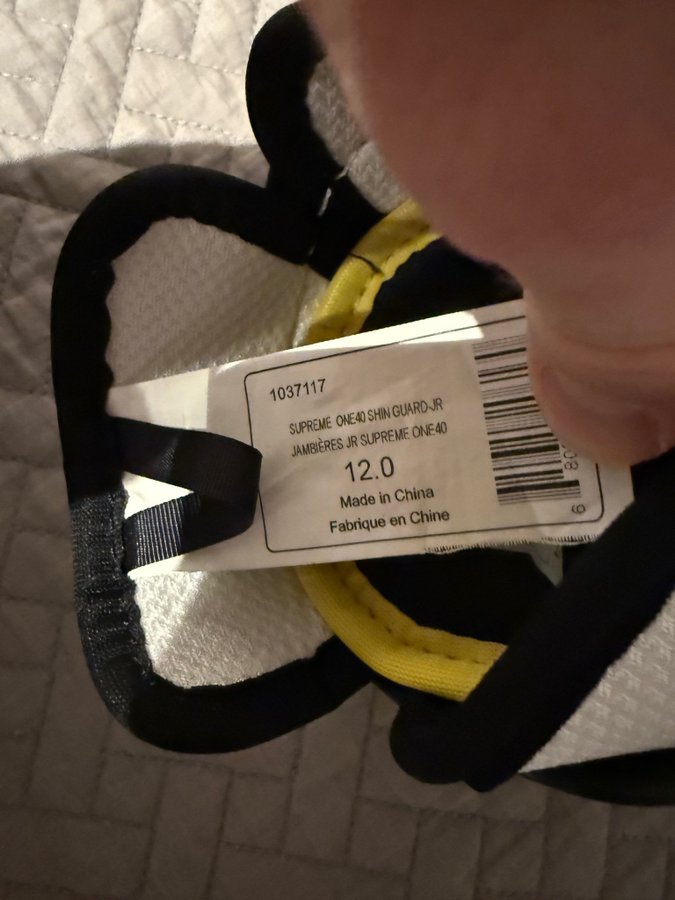 1037117
SUPREME ONE40 SHIN GUARD-JR
JAMBIÈRES JR SUPREME ONE40
12.0
Made in China
Fabrique en Chine